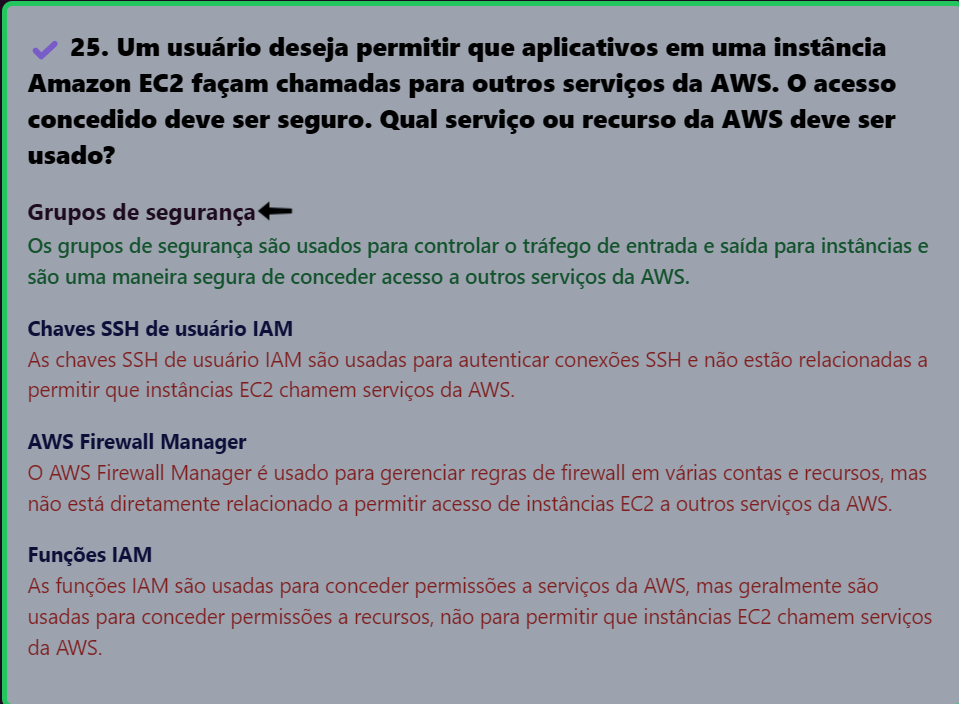 25. Um usuário deseja permitir que aplicativos em uma instância
Amazon EC2 façam chamadas para outros serviços da AWS. O acesso
concedido deve ser seguro. Qual serviço ou recurso da AWS deve ser
usado?
Grupos de segurança
Os grupos de segurança são usados para controlar o tráfego de entrada e saída para instâncias e
são uma maneira segura de conceder acesso a outros serviços da AWS.
Chaves SSH de usuário IAM
As chaves SSH de usuário IAM são usadas para autenticar conexões SSH e não estão relacionadas a
permitir que instâncias EC2 chamem serviços da AWS.
AWS Firewall Manager
O AWS Firewall Manager é usado para gerenciar regras de firewall em várias contas e recursos, mas
não está diretamente relacionado a permitir acesso de instâncias EC2 a outros serviços da AWS.
Funções IAM
As funções IAM são usadas para conceder permissões a serviços da AWS, mas geralmente são
usadas para conceder permissões a recursos, não para permitir que instâncias EC2 chamem serviços
da AWS.